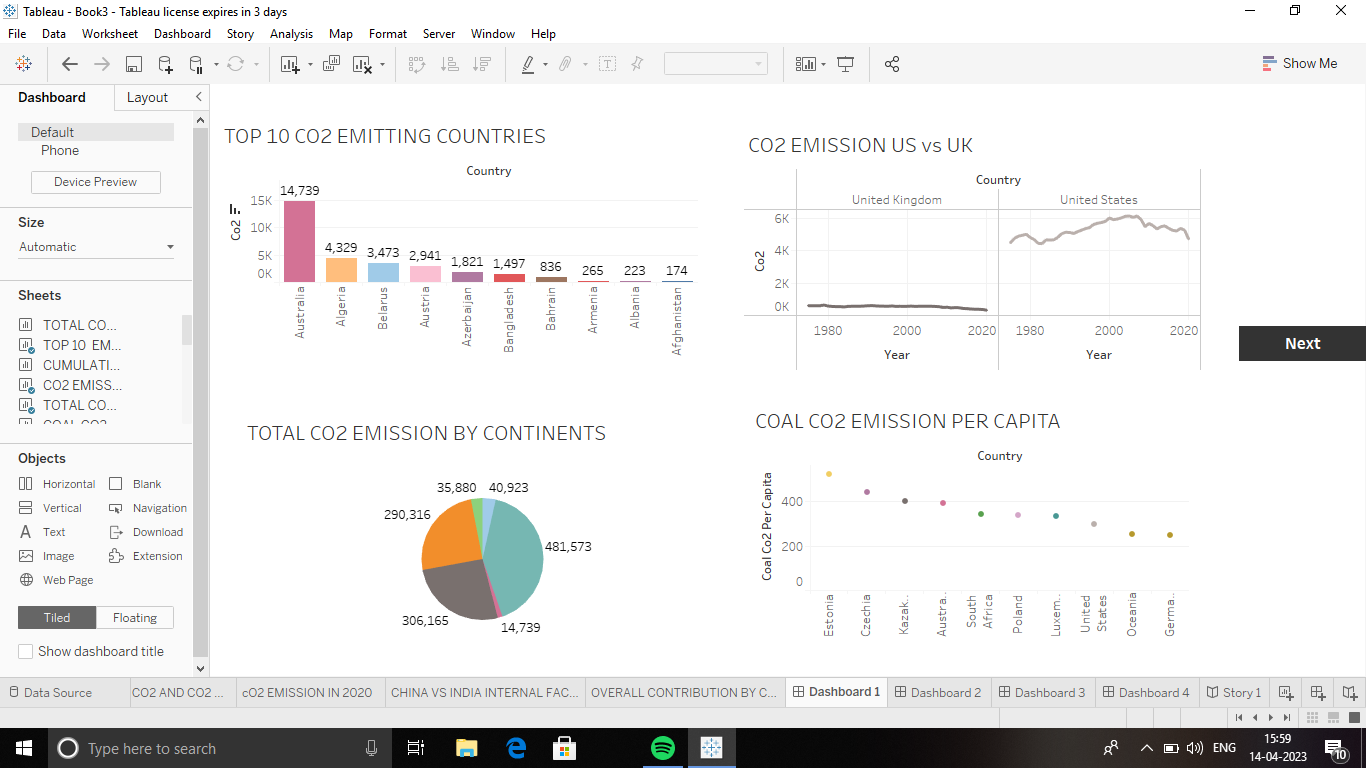 Tableau - Book3 - Tableau license expires in 3 days
File Data Worksheet Dashboard Story Analysis Map Format Server Window Help
Show Me
Dashboard Layout
Default
Phone
Device Preview
Size
Automatic
Sheets
TOTAL CO...
TOP 10 EM...
CUMULATI...
CO2 EMISS...
TOTAL CO...
Objects
Horizontal Blank
Vertical Navigation
Text Download
Image Extension
Web Page
Tiled Floating
Show dashboard title
TOP 10 CO2 EMITTING COUNTRIES
Country
Co2
15K
10K
5K
0K
14,739
4,329
3,473
2,941
1,821
1,497
836
265
223
174
Australia
Algeria
Belarus
Austria
Azerbaijan
Bangladesh
Bahrain
Armenia
Albania
Afghanistan
CO2 EMISSION US vs UK
Country
United Kingdom United States
Co2
6K
4K
2K
0K
1980 2000 2020 1980 2000 2020
Year Year
Next
TOTAL CO2 EMISSION BY CONTINENTS
35,880 40,923
290,316
481,573
306,165
14,739
COAL CO2 EMISSION PER CAPITA
Country
Coal Co2 Per Capita
400
200
0
Estonia
Czechia
Kazak..
Austra..
South
Africa
Poland
Luxem..
United
States
Oceania
Germa..
Data Source CO2 AND CO2 ... cO2 EMISSION IN 2020 CHINA VS INDIA INTERNAL FAC... OVERALL CONTRIBUTION BY C... Dashboard 1 Dashboard 2 Dashboard 3 Dashboard 4 Story 1
Type here to search
ENG
15:59
14-04-2023
10